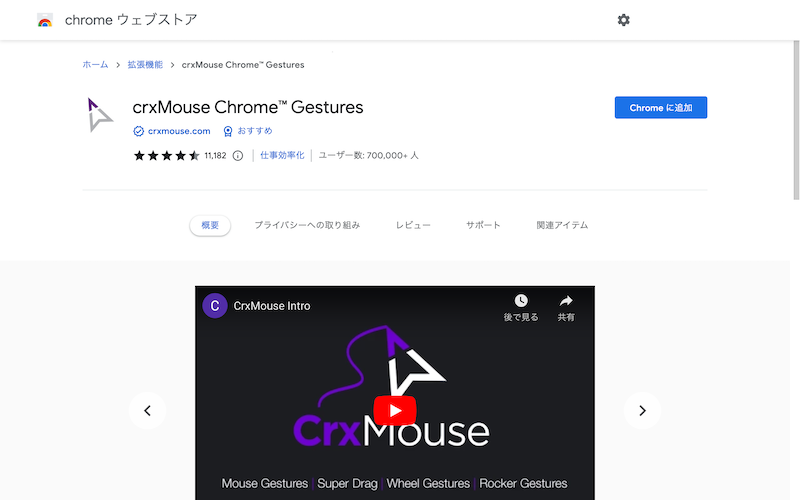 chrome ウェブストア
ホーム > 拡張機能 > crxMouse Chrome™ Gestures
crxMouse Chrome™ Gestures
Chrome に追加
crxmouse.com おすすめ
11,182 仕事効率化 ユーザー数: 700,000+ 人
概要 プライバシーへの取り組み レビュー サポート 関連アイテム
C CrxMouse Intro
後で見る 共有
CrxMouse
Mouse Gestures | Super Drag | Wheel Gestures | Rocker Gestures